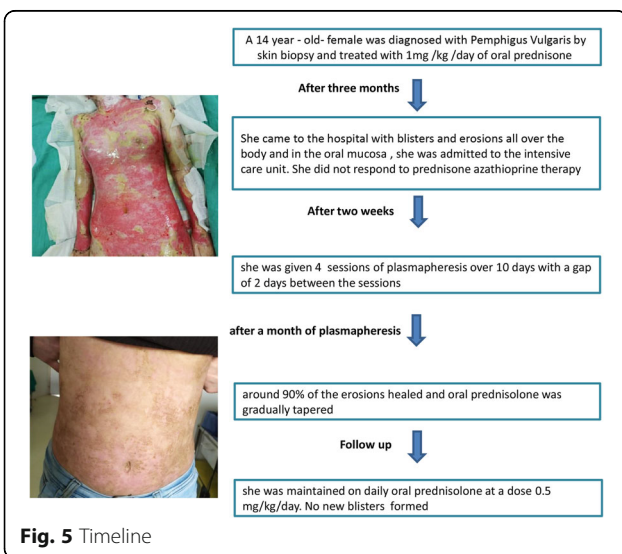 A 14 year - old- female was diagnosed with Pemphigus Vulgaris by
skin biopsy and treated with 1mg /kg /day of oral prednisone
After three months
She came to the hospital with blisters and erosions all over the
body and in the oral mucosa , she was admitted to the intensive
care unit. She did not respond to prednisone azathioprine therapy
After two weeks
she was given 4 sessions of plasmapheresis over 10 days with a gap
of 2 days between the sessions
after a month of plasmapheresis
around 90% of the erosions healed and oral prednisolone was
gradually tapered
Follow up
she was maintained on daily oral prednisolone at a dose 0.5
mg/kg/day. No new blisters formed
Fig. 5 Timeline